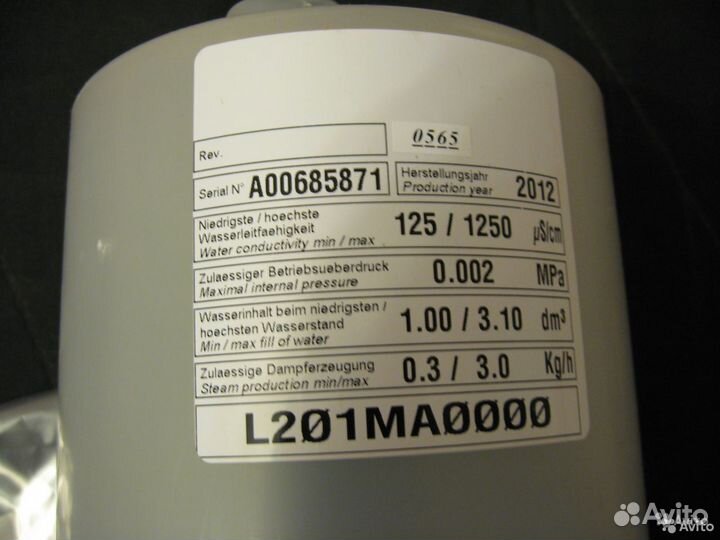 0565
Rev.
Serial N° A00685871
Herstellungsjahr
Production year 2012
Niedrigste / hoechste
Wasserleitfaehigkeit
Water conductivity min / max
125 / 1250 µS/cm
Zulaessiger Betriebsueberdruck
Maximal internal pressure
0.002 MPa
Wasserinhalt beim niedrigsten /
hoechsten Wasserstand
Min / max fill of water
1.00 / 3.10 dm³
Zulaessige Dampferzeugung
Steam production min/max
0.3 / 3.0 Kg/h
L201MA0000
Avito
Avito